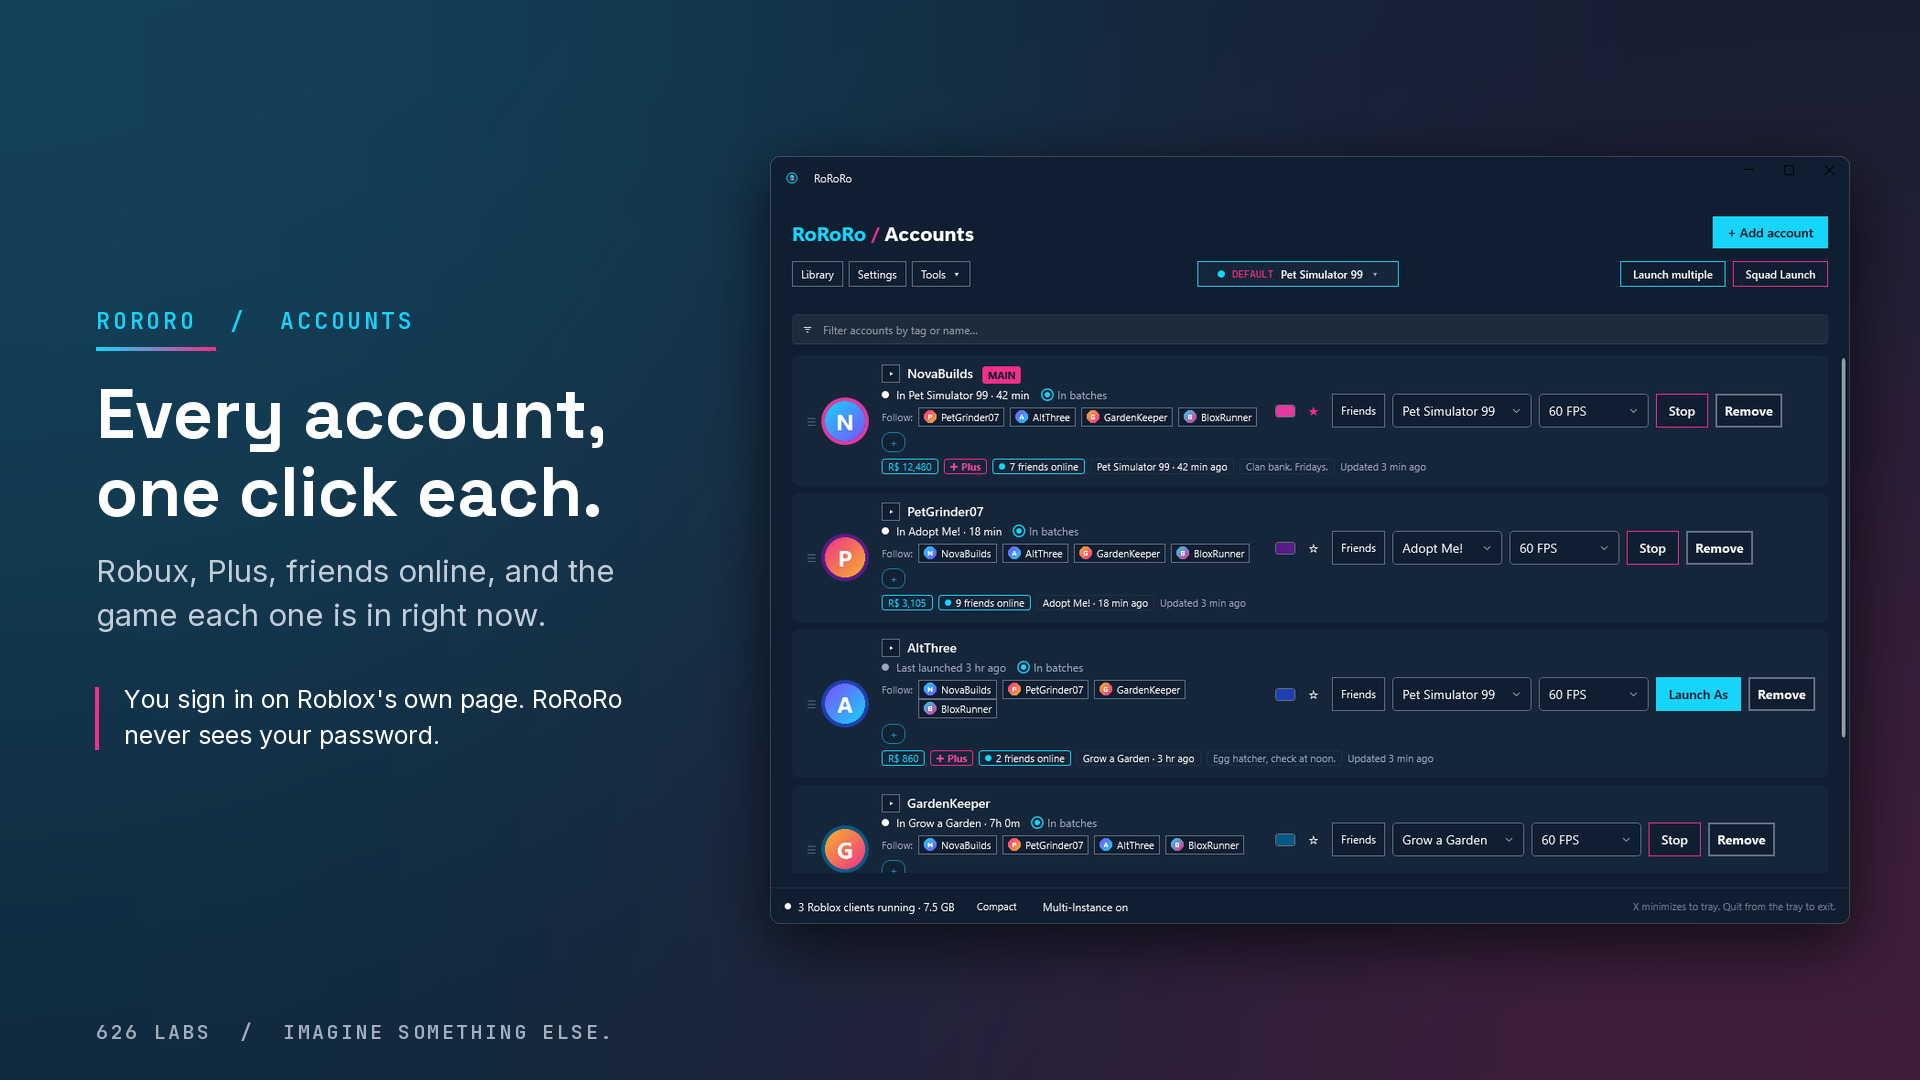 RORORO / ACCOUNTS
Every account,
one click each.
Robux, Plus, friends online, and the
game each one is in right now.
You sign in on Roblox's own page. RoRoRo
never sees your password.
626 LABS / IMAGINE SOMETHING ELSE.
RoRoRo
RoRoRo / Accounts
+ Add account
Library Settings Tools
DEFAULT Pet Simulator 99
Launch multiple Squad Launch
Filter accounts by tag or name...
N
NovaBuilds MAIN
In Pet Simulator 99 · 42 min In batches
Follow: P PetGrinder07 A AltThree G GardenKeeper B BloxRunner
+
R$ 12,480 + Plus 7 friends online Pet Simulator 99 · 42 min ago Clan bank. Fridays. Updated 3 min ago
Friends Pet Simulator 99 60 FPS Stop Remove
P
PetGrinder07
In Adopt Me! · 18 min In batches
Follow: N NovaBuilds A AltThree G GardenKeeper B BloxRunner
+
R$ 3,105 9 friends online Adopt Me! · 18 min ago Updated 3 min ago
Friends Adopt Me! 60 FPS Stop Remove
A
AltThree
Last launched 3 hr ago In batches
Follow: N NovaBuilds P PetGrinder07 G GardenKeeper
B BloxRunner
+
R$ 860 + Plus 2 friends online Grow a Garden · 3 hr ago Egg hatcher, check at noon. Updated 3 min ago
Friends Pet Simulator 99 60 FPS Launch As Remove
G
GardenKeeper
In Grow a Garden · 7h 0m In batches
Follow: N NovaBuilds P PetGrinder07 A AltThree B BloxRunner
+
Friends Grow a Garden 60 FPS Stop Remove
3 Roblox clients running · 7.5 GB Compact Multi-Instance on
X minimizes to tray. Quit from the tray to exit.